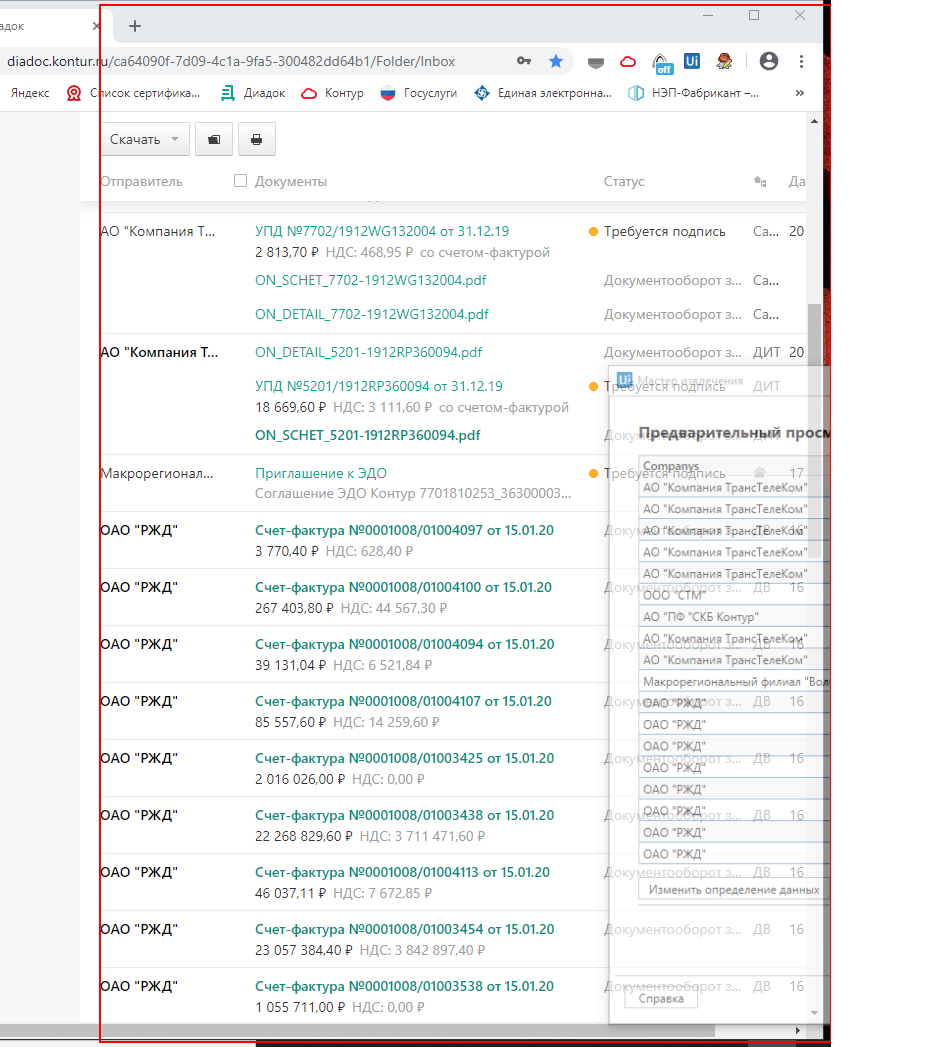 адок
diadoc.kontur.ru/ca64090f-7d09-4c1a-9fa5-300482dd64b1/Folder/Inbox
off
Ui
Яндекс Список сертифика... Диадок Контур Госуслуги Единая электронна... НЭП-Фабрикант –... »
Скачать
Отправитель Документы Статус Да
АО "Компания Т... УПД №7702/1912WG132004 от 31.12.19 Требуется подпись Са... 20
2 813,70 ₽ НДС: 468,95 ₽ со счетом-фактурой
ON_SCHET_7702-1912WG132004.pdf Документооборот з... Са...
ON_DETAIL_7702-1912WG132004.pdf Документооборот з... Са...
АО "Компания Т... ON_DETAIL_5201-1912RP360094.pdf Документооборот з... ДИТ 20
УПД №5201/1912RP360094 от 31.12.19 Требуется подпись ДИТ
18 669,60 ₽ НДС: 3 111,60 ₽ со счетом-фактурой
ON_SCHET_5201-1912RP360094.pdf Документооборот з... ДИТ
Макрорегионал... Приглашение к ЭДО Требуется подпись 17
Соглашение ЭДО Контур 7701810253_36300003...
ОАО "РЖД" Счет-фактура №0001008/01004097 от 15.01.20 Документооборот з... ДВ 16
3 770,40 ₽ НДС: 628,40 ₽
ОАО "РЖД" Счет-фактура №0001008/01004100 от 15.01.20 Документооборот з... ДВ 16
267 403,80 ₽ НДС: 44 567,30 ₽
ОАО "РЖД" Счет-фактура №0001008/01004094 от 15.01.20 Документооборот з... ДВ 16
39 131,04 ₽ НДС: 6 521,84 ₽
ОАО "РЖД" Счет-фактура №0001008/01004107 от 15.01.20 Документооборот з... ДВ 16
85 557,60 ₽ НДС: 14 259,60 ₽
ОАО "РЖД" Счет-фактура №0001008/01003425 от 15.01.20 Документооборот з... ДВ 16
2 016 026,00 ₽ НДС: 0,00 ₽
ОАО "РЖД" Счет-фактура №0001008/01003438 от 15.01.20 Документооборот з... ДВ 16
22 268 829,60 ₽ НДС: 3 711 471,60 ₽
ОАО "РЖД" Счет-фактура №0001008/01004113 от 15.01.20 Документооборот з... ДВ 16
46 037,11 ₽ НДС: 7 672,85 ₽
ОАО "РЖД" Счет-фактура №0001008/01003454 от 15.01.20 Документооборот з... ДВ 16
23 057 384,40 ₽ НДС: 3 842 897,40 ₽
ОАО "РЖД" Счет-фактура №0001008/01003538 от 15.01.20 Документооборот з... ДВ 16
1 055 711,00 ₽ НДС: 0,00 ₽
Ui Мастер извлечения
Предварительный просм
Companys
АО "Компания ТрансТелеКом"
АО "Компания ТрансТелеКом"
АО "Компания ТрансТелеКом"
АО "Компания ТрансТелеКом"
АО "Компания ТрансТелеКом"
ООО "СТМ"
АО "ПФ "СКБ Контур"
АО "Компания ТрансТелеКом"
АО "Компания ТрансТелеКом"
Макрорегиональный филиал "Вол
ОАО "РЖД"
ОАО "РЖД"
ОАО "РЖД"
ОАО "РЖД"
ОАО "РЖД"
ОАО "РЖД"
ОАО "РЖД"
ОАО "РЖД"
Изменить определение данных
Справка